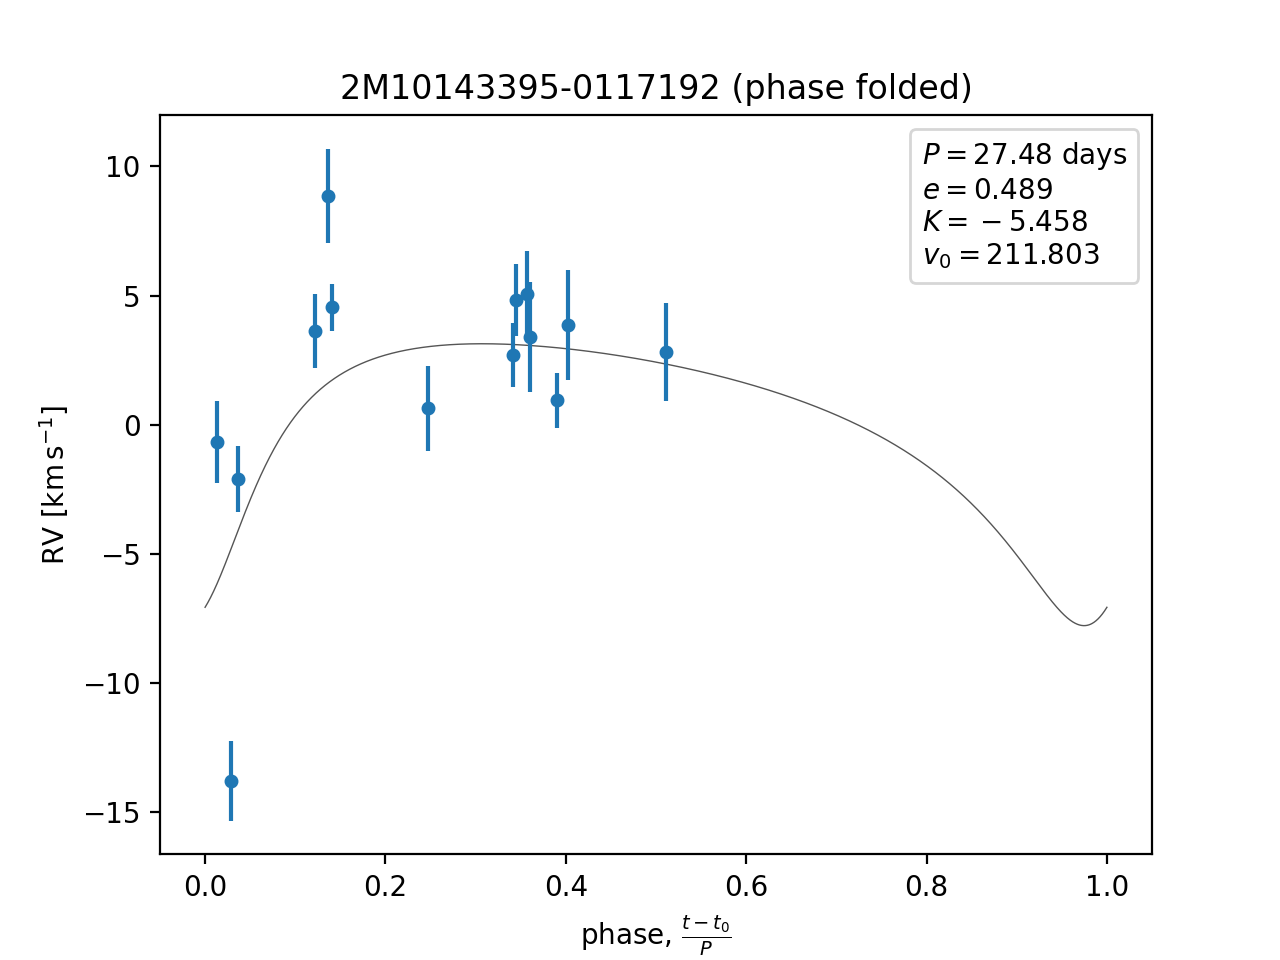 2M10143395-0117192 (phase folded)
P = 27.48 days
e = 0.489
K = −5.458
v₀ = 211.803
RV [km s⁻¹]
10
5
0
−5
−10
−15
0.0 0.2 0.4 0.6 0.8 1.0
phase, (t − t₀)/P